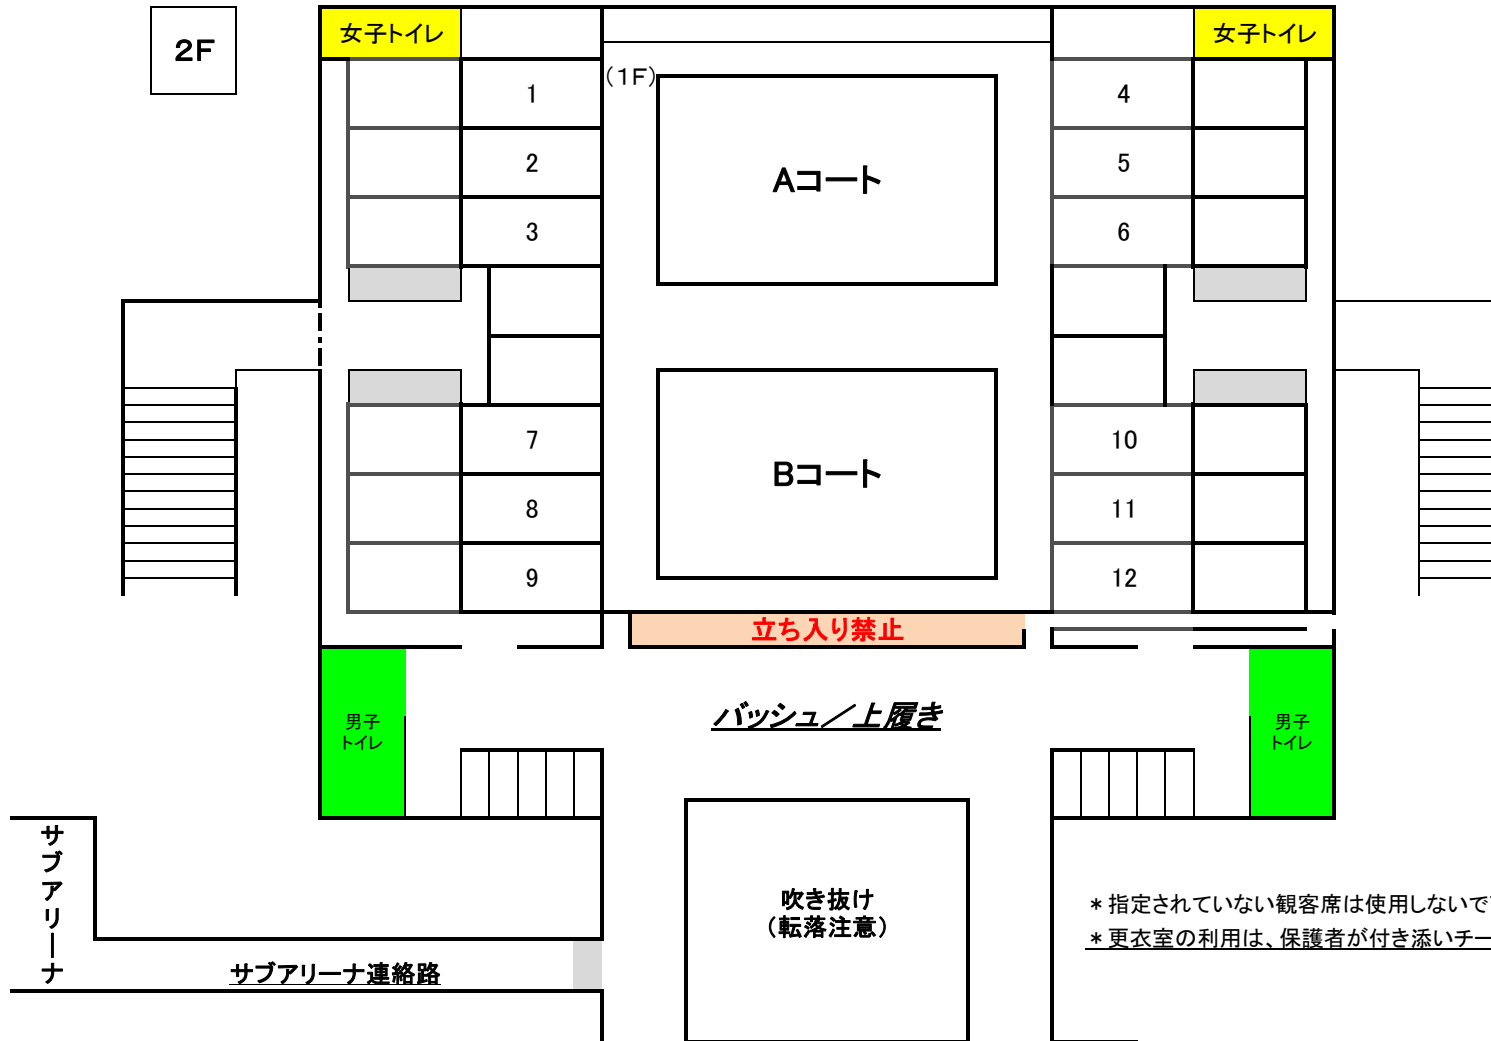 2F
女子トイレ
女子トイレ
(1F)
1
4
2
Aコート
5
3
6
7
10
Bコート
8
11
9
12
立ち入り禁止
男子
トイレ
バッシュ／上履き
男子
トイレ
サブアリーナ
吹き抜け
（転落注意）
＊指定されていない観客席は使用しないで
＊更衣室の利用は、保護者が付き添いチー
サブアリーナ連絡路